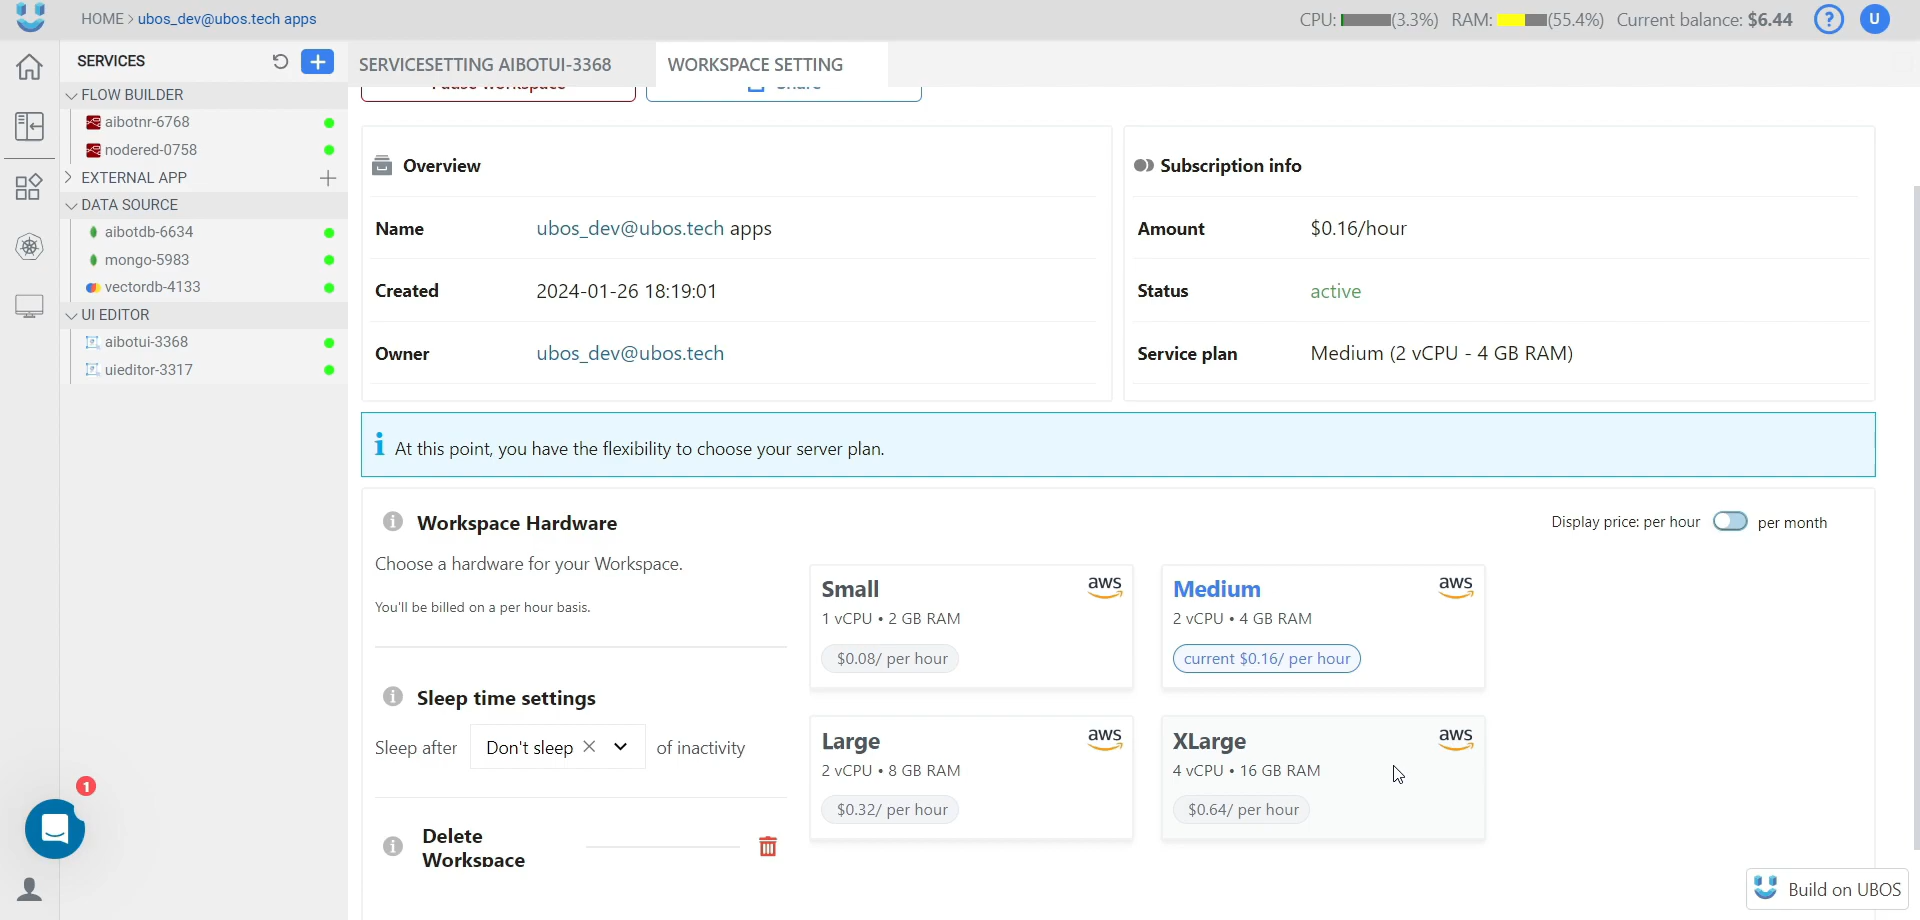 HOME > ubos_dev@ubos.tech apps
CPU: (3.3%) RAM: (55.4%) Current balance: $6.44 ? U
SERVICES +
SERVICESETTING AIBOTUI-3368
WORKSPACE SETTING
Pause workspace
Share
FLOW BUILDER
aibotnr-6768
nodered-0758
EXTERNAL APP +
DATA SOURCE
aibotdb-6634
mongo-5983
vectordb-4133
UI EDITOR
aibotui-3368
uieditor-3317
1
Overview
Name ubos_dev@ubos.tech apps
Created 2024-01-26 18:19:01
Owner ubos_dev@ubos.tech
Subscription info
Amount $0.16/hour
Status active
Service plan Medium (2 vCPU - 4 GB RAM)
i At this point, you have the flexibility to choose your server plan.
i Workspace Hardware
Choose a hardware for your Workspace.
You'll be billed on a per hour basis.
Display price: per hour per month
Small aws
1 vCPU • 2 GB RAM
$0.08/ per hour
Medium aws
2 vCPU • 4 GB RAM
current $0.16/ per hour
Large aws
2 vCPU • 8 GB RAM
$0.32/ per hour
XLarge aws
4 vCPU • 16 GB RAM
$0.64/ per hour
i Sleep time settings
Sleep after Don't sleep × of inactivity
i Delete
Workspace
Build on UBOS